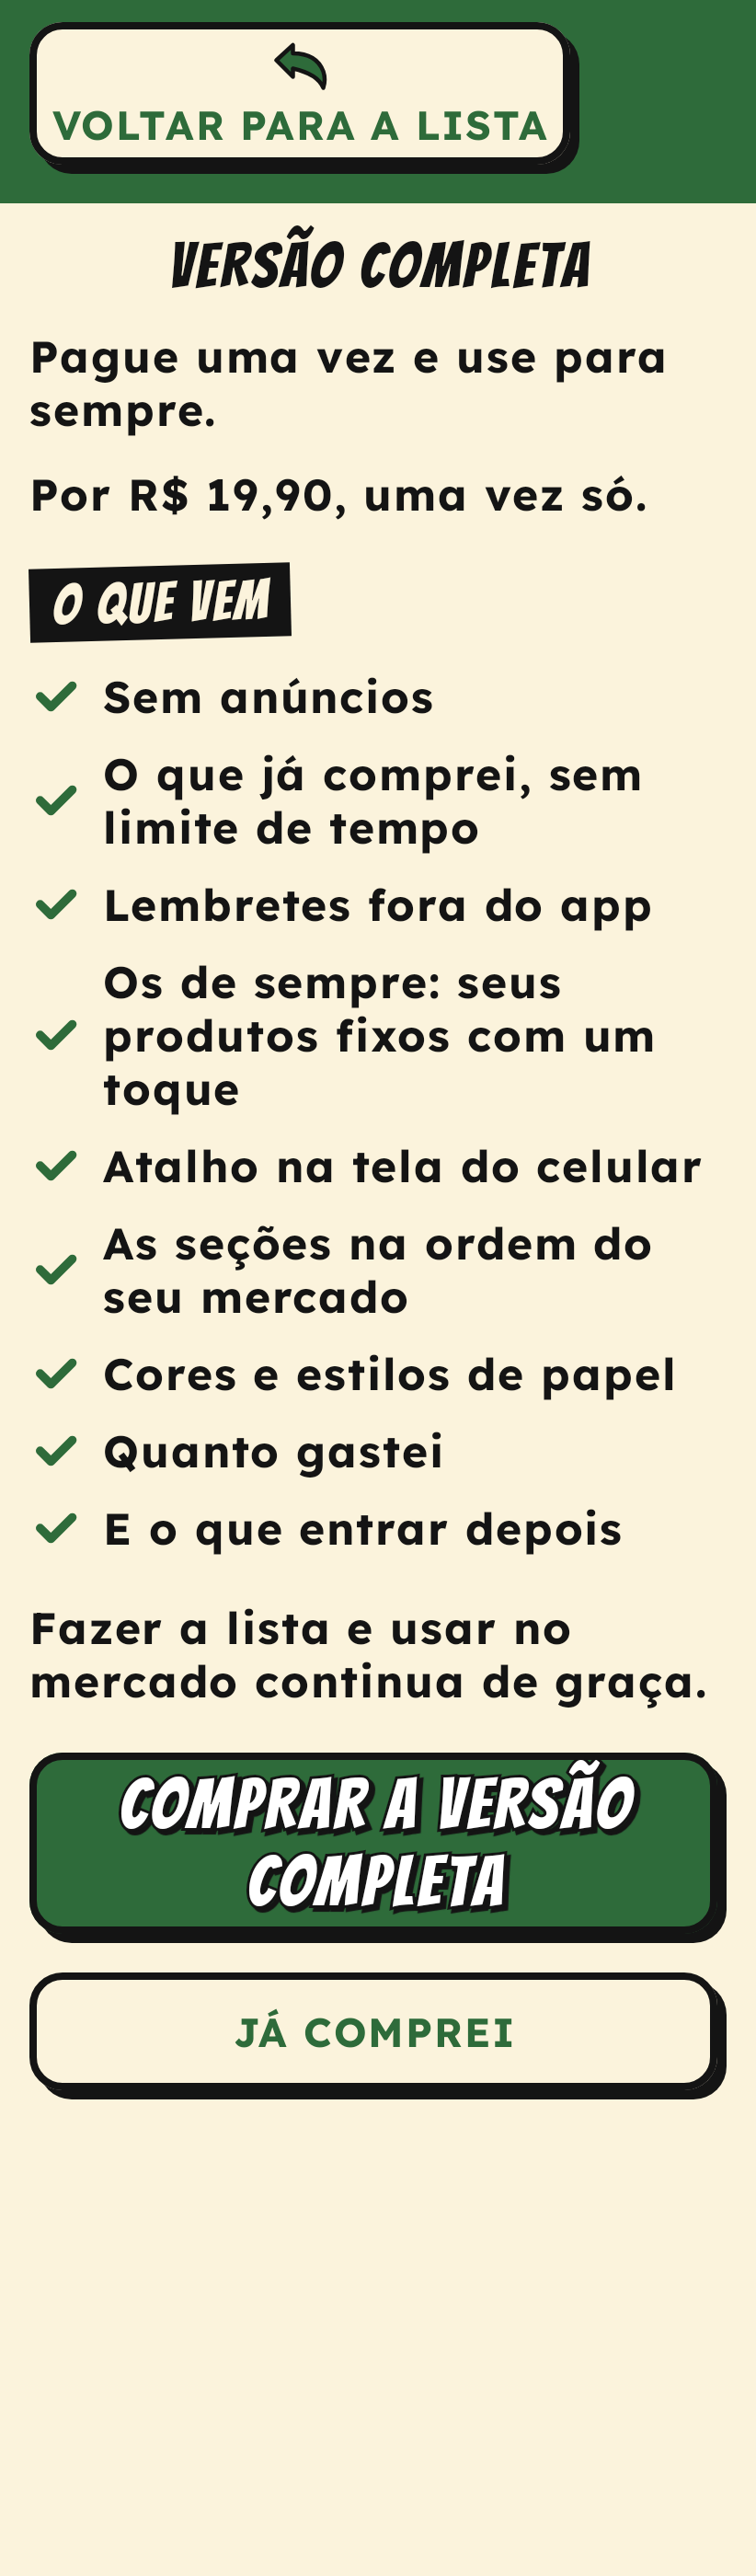 VOLTAR PARA A LISTA
VERSÃO COMPLETA
Pague uma vez e use para
sempre.
Por R$ 19,90, uma vez só.
O QUE VEM
Sem anúncios
O que já comprei, sem
limite de tempo
Lembretes fora do app
Os de sempre: seus
produtos fixos com um
toque
Atalho na tela do celular
As seções na ordem do
seu mercado
Cores e estilos de papel
Quanto gastei
E o que entrar depois
Fazer a lista e usar no
mercado continua de graça.
COMPRAR A VERSÃO
COMPLETA
JÁ COMPREI